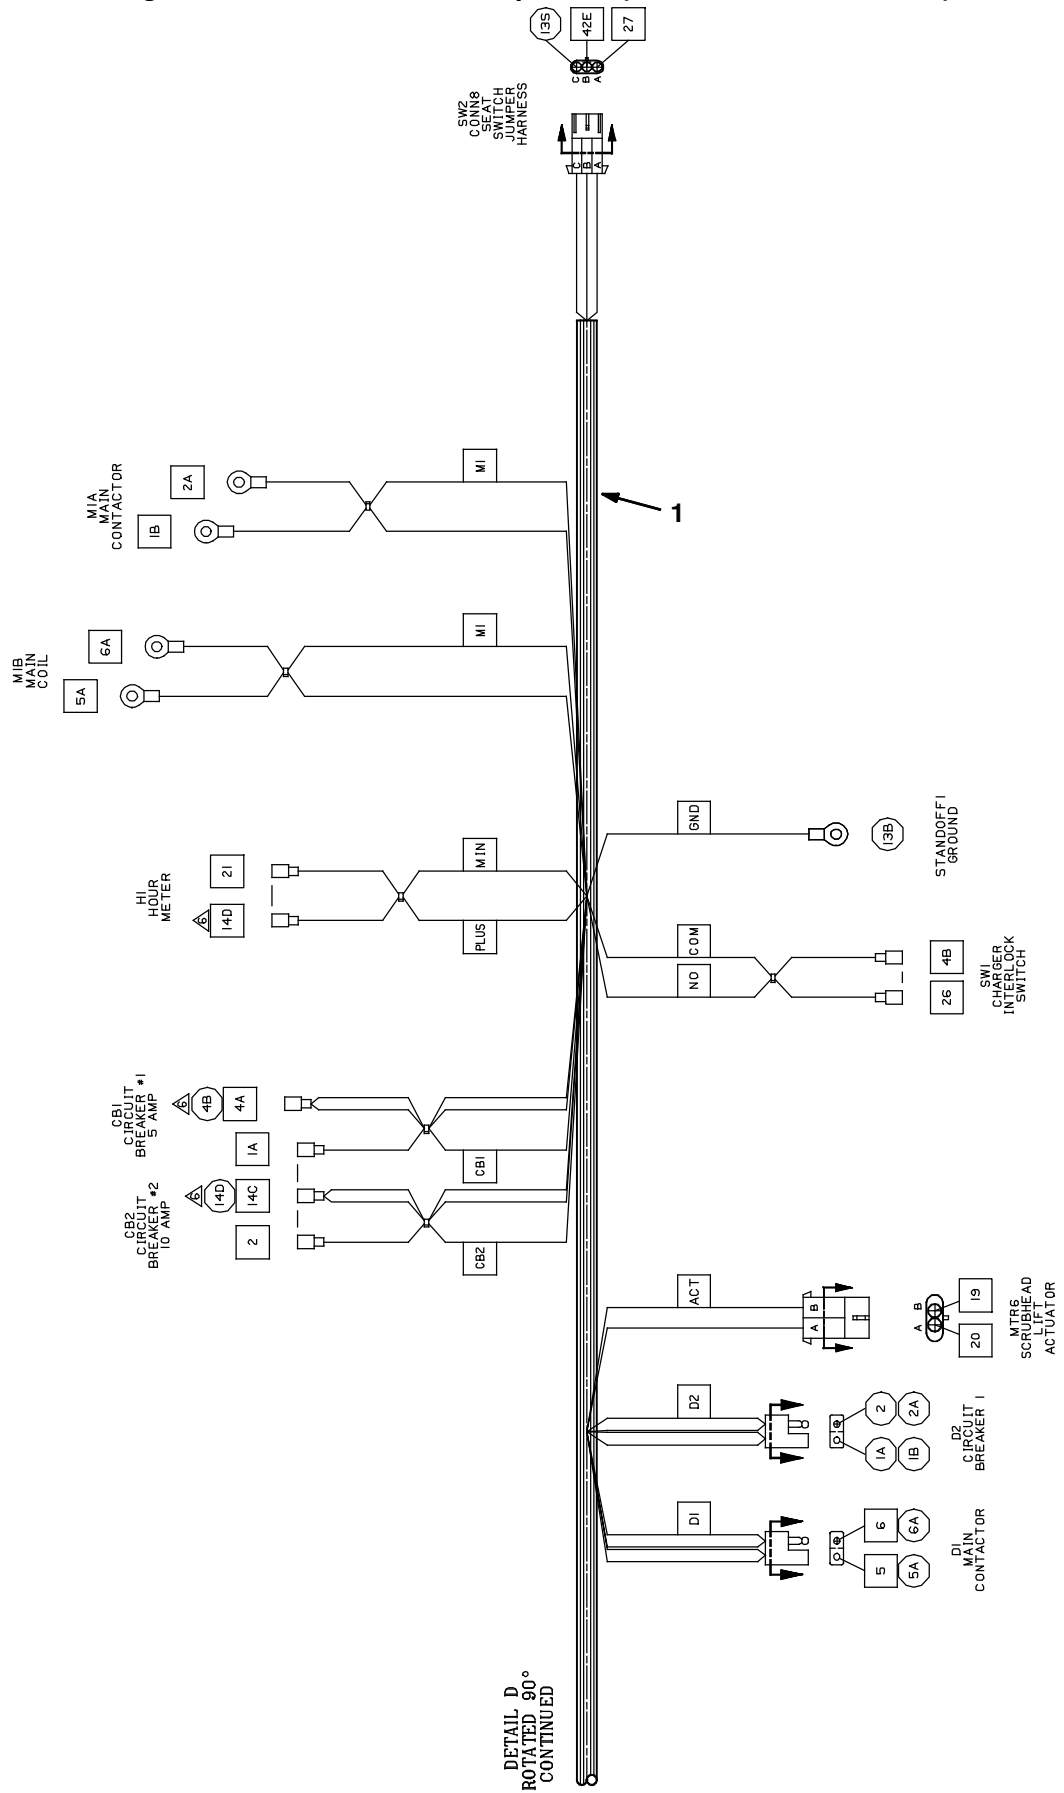 13S
42E
27
C
B
A
SW2
CONN8
SEAT
SWITCH
JUMPER
HARNESS
C
B
A
M1A
MAIN
CONTACTOR
2A
1B
M1
1
M1B
MAIN
COIL
6A
5A
M1
H1
HOUR
METER
21
6
14D
MIN
PLUS
GND
13B
STANDOFF1
GROUND
COM
NO
4B
26
SW1
CHARGER
INTERLOCK
SWITCH
CB1
CIRCUIT
BREAKER #1
5 AMP
6
4B
4A
1A
CB1
CB2
CIRCUIT
BREAKER #2
10 AMP
6
14D
14C
2
CB2
ACT
B
A
B
A
19
20
MTR6
SCRUBHEAD
LIFT
ACTUATOR
D2
2
2A
1A
1B
D2
CIRCUIT
BREAKER 1
D1
6
6A
5
5A
D1
MAIN
CONTACTOR
DETAIL D
ROTATED 90°
CONTINUED